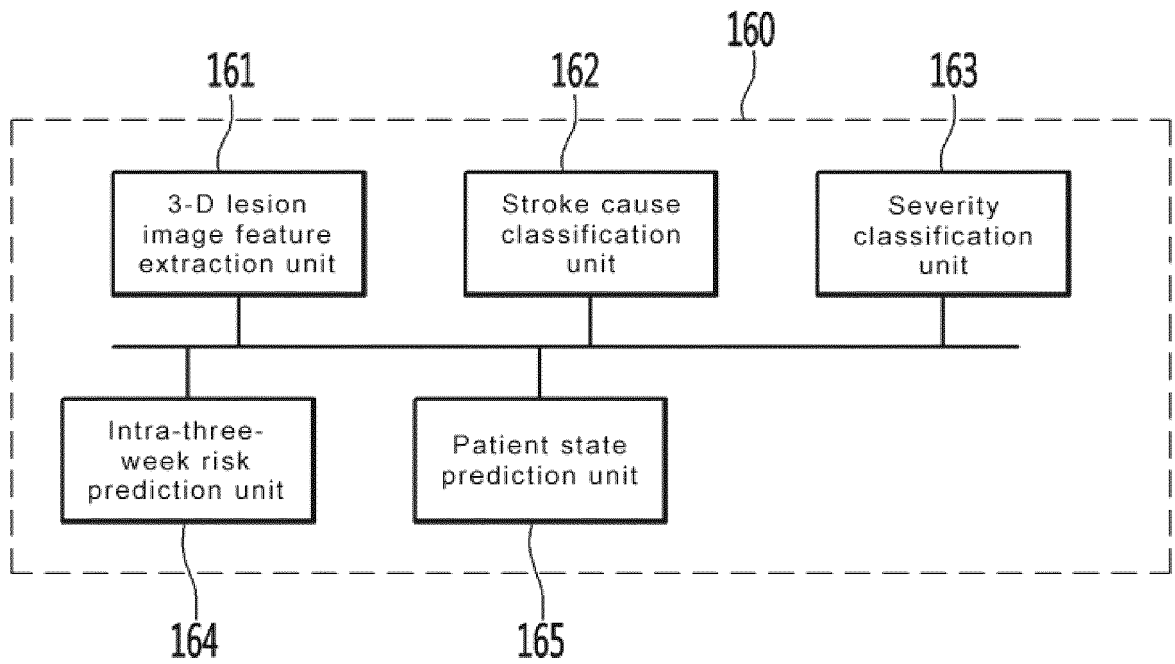 160
161
162
163
3-D lesion
image feature
extraction unit
Stroke cause
classification
unit
Severity
classification
unit
Intra-three-
week risk
prediction unit
Patient state
prediction unit
164
165